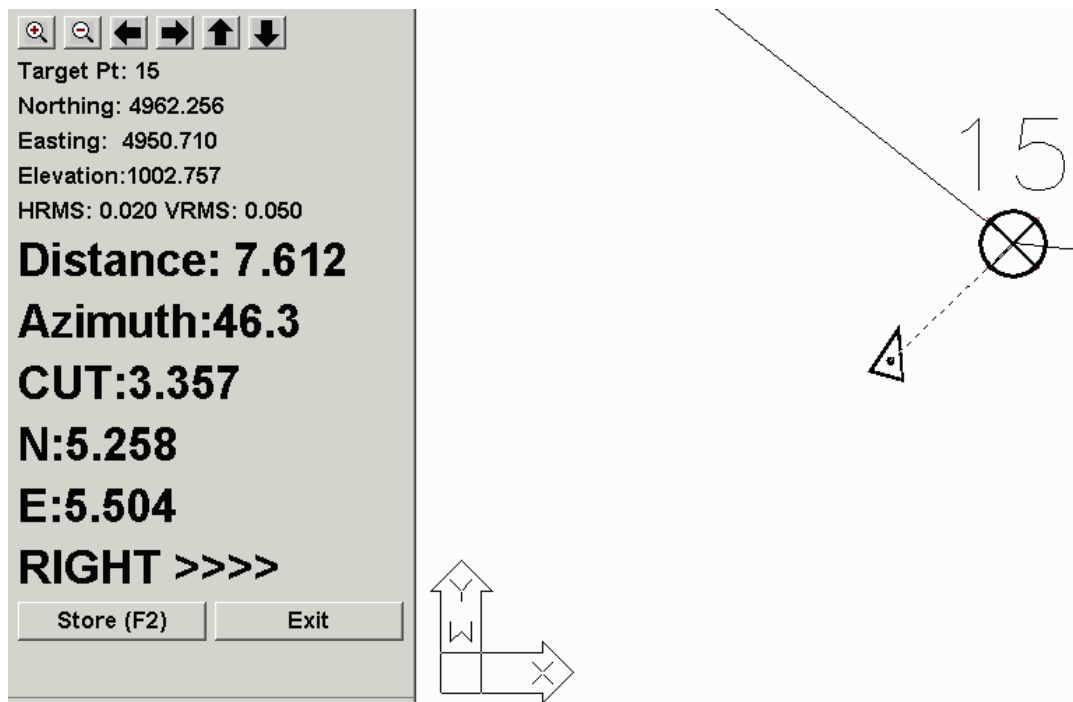 Target Pt: 15
Northing: 4962.256
Easting: 4950.710
Elevation:1002.757
HRMS: 0.020 VRMS: 0.050
Distance: 7.612
Azimuth:46.3
CUT:3.357
N:5.258
E:5.504
RIGHT >>>>
Store (F2) Exit
15
Y
W
X